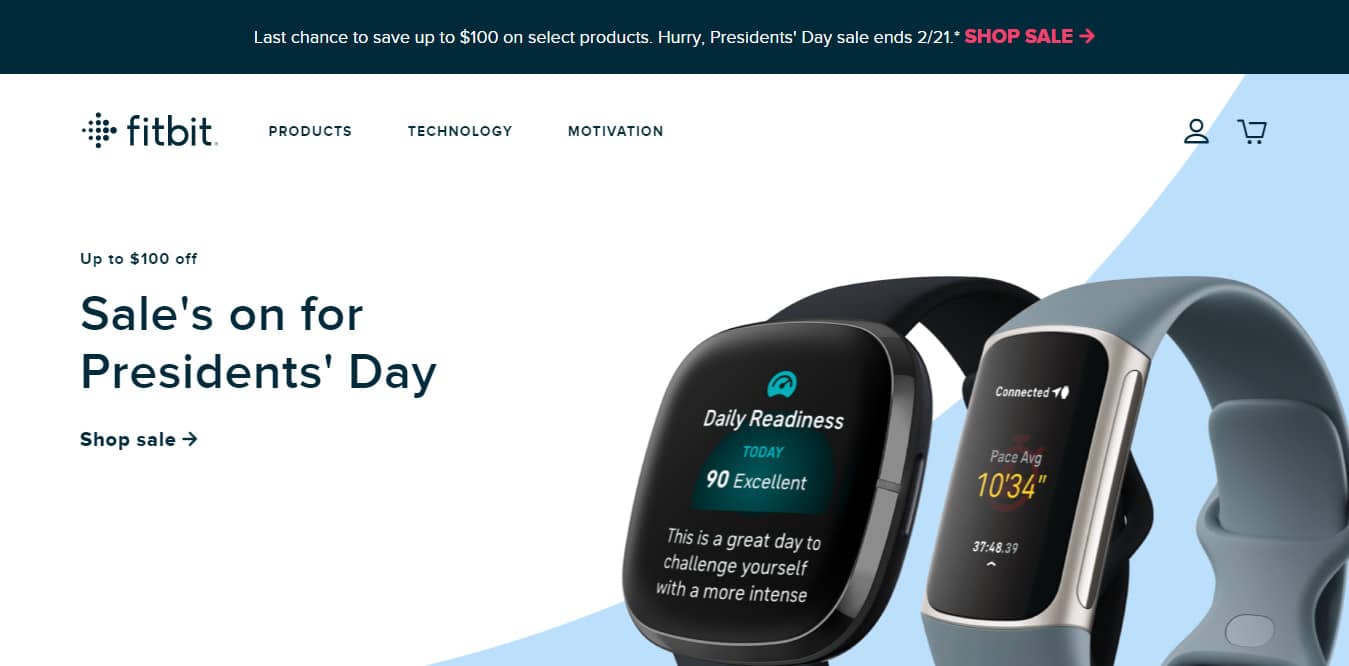 Last chance to save up to $100 on select products. Hurry, Presidents' Day sale ends 2/21.* SHOP SALE →
fitbit.
PRODUCTS
TECHNOLOGY
MOTIVATION
Up to $100 off
Sale's on for
Presidents' Day
Shop sale →
Daily Readiness
TODAY
90 Excellent
This is a great day to
challenge yourself
with a more intense
Connected
Pace Avg
10'34"
37:48.39